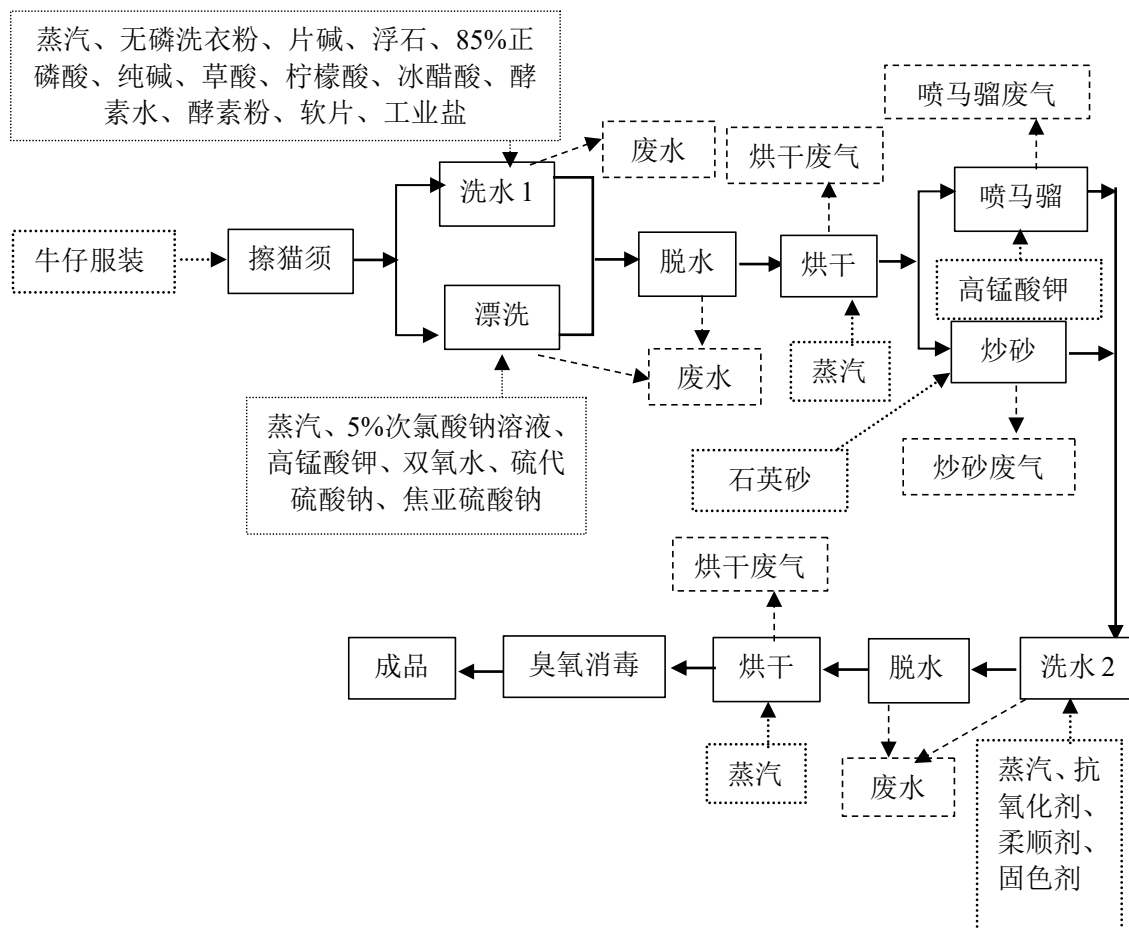 蒸汽、无磷洗衣粉、片碱、浮石、85%正
磷酸、纯碱、草酸、柠檬酸、冰醋酸、酵
素水、酵素粉、软片、工业盐
喷马骝废气
废水
烘干废气
洗水 1
喷马骝
牛仔服装
擦猫须
脱水
烘干
高锰酸钾
漂洗
炒砂
废水
蒸汽
蒸汽、5%次氯酸钠溶液、
高锰酸钾、双氧水、硫代
硫酸钠、焦亚硫酸钠
石英砂
炒砂废气
烘干废气
成品
臭氧消毒
烘干
脱水
洗水 2
蒸汽
废水
蒸汽、抗
氧化剂、
柔顺剂、
固色剂